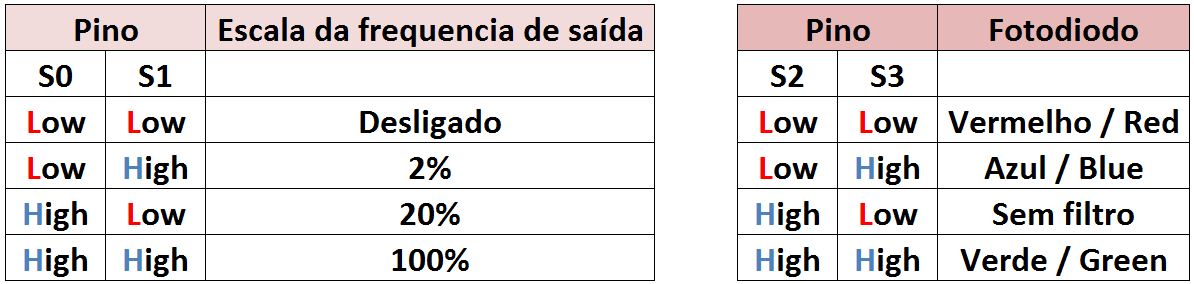 Pino Escala da frequencia de saída
S0 S1
Low Low Desligado
Low High 2%
High Low 20%
High High 100%
Pino Fotodiodo
S2 S3
Low Low Vermelho / Red
Low High Azul / Blue
High Low Sem filtro
High High Verde / Green